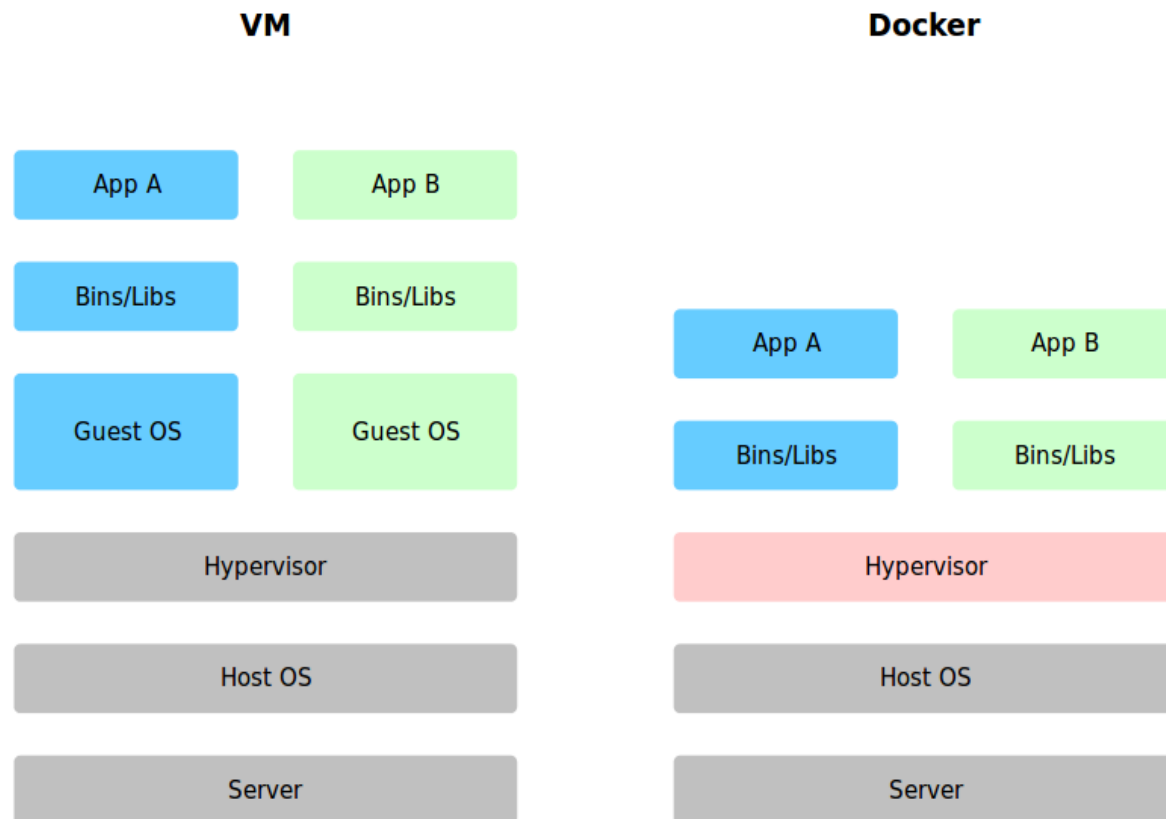 VM
App A
App B
Bins/Libs
Bins/Libs
Guest OS
Guest OS
Hypervisor
Host OS
Server
Docker
App A
App B
Bins/Libs
Bins/Libs
Hypervisor
Host OS
Server